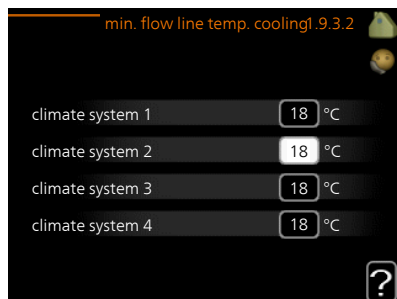 min. flow line temp. cooling1.9.3.2
climate system 1 18 °C
climate system 2 18 °C
climate system 3 18 °C
climate system 4 18 °C
?